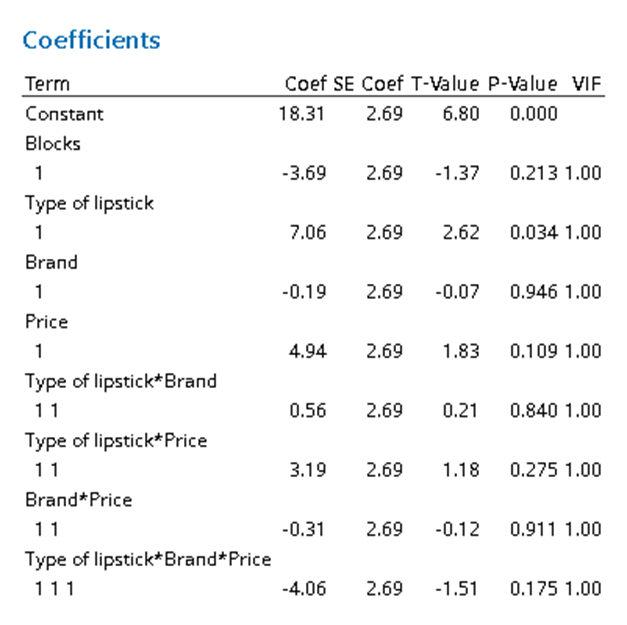 Coefficients
Term Coef SE Coef T-Value P-Value VIF
Constant 18.31 2.69 6.80 0.000
Blocks
1 -3.69 2.69 -1.37 0.213 1.00
Type of lipstick
1 7.06 2.69 2.62 0.034 1.00
Brand
1 -0.19 2.69 -0.07 0.946 1.00
Price
1 4.94 2.69 1.83 0.109 1.00
Type of lipstick*Brand
1 1 0.56 2.69 0.21 0.840 1.00
Type of lipstick*Price
1 1 3.19 2.69 1.18 0.275 1.00
Brand*Price
1 1 -0.31 2.69 -0.12 0.911 1.00
Type of lipstick*Brand*Price
1 1 1 -4.06 2.69 -1.51 0.175 1.00